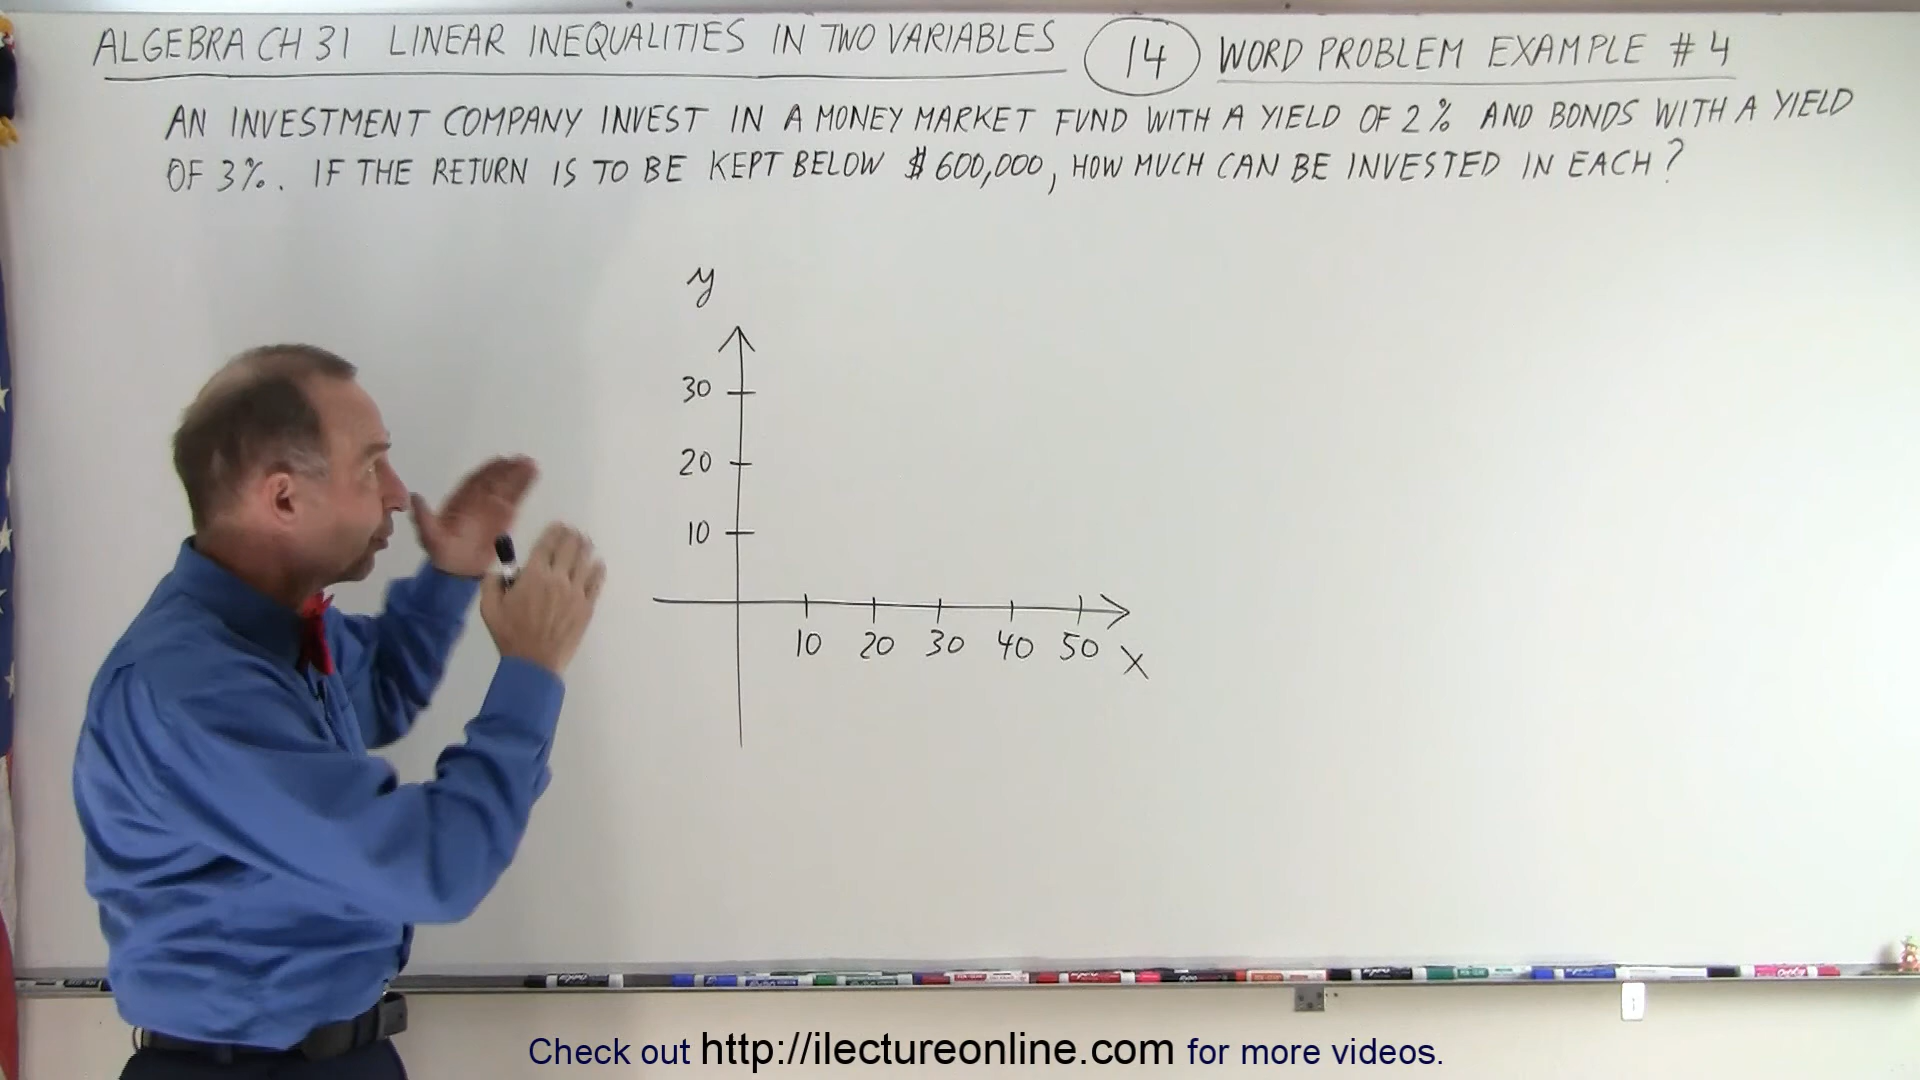 ALGEBRA CH 31 LINEAR INEQUALITIES IN TWO VARIABLES 14 WORD PROBLEM EXAMPLE # 4
AN INVESTMENT COMPANY INVEST IN A MONEY MARKET FUND WITH A YIELD OF 2% AND BONDS WITH A YIELD
OF 3%. IF THE RETURN IS TO BE KEPT BELOW $600,000, HOW MUCH CAN BE INVESTED IN EACH?
y
30
20
10
10 20 30 40 50 X
Check out http://ilectureonline.com for more videos.